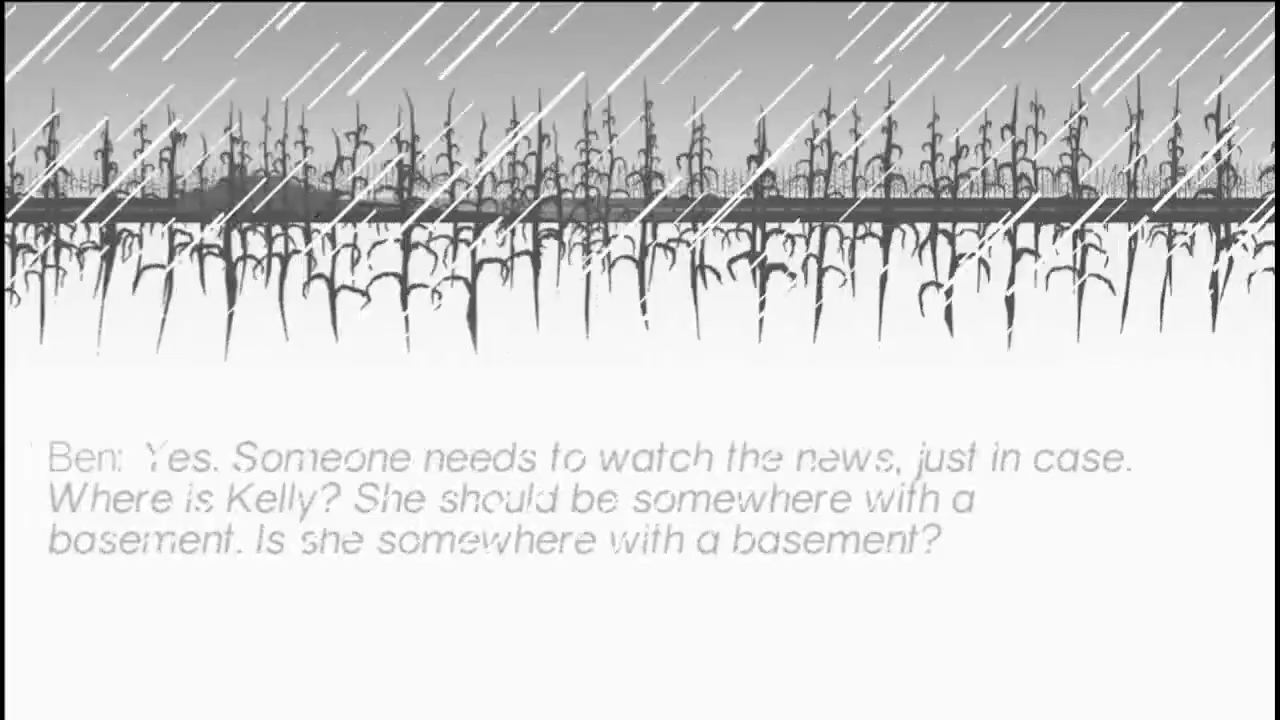 Ben: Yes. Someone needs to watch the news, just in case.
Where is Kelly? She should be somewhere with a
basement. Is she somewhere with a basement?